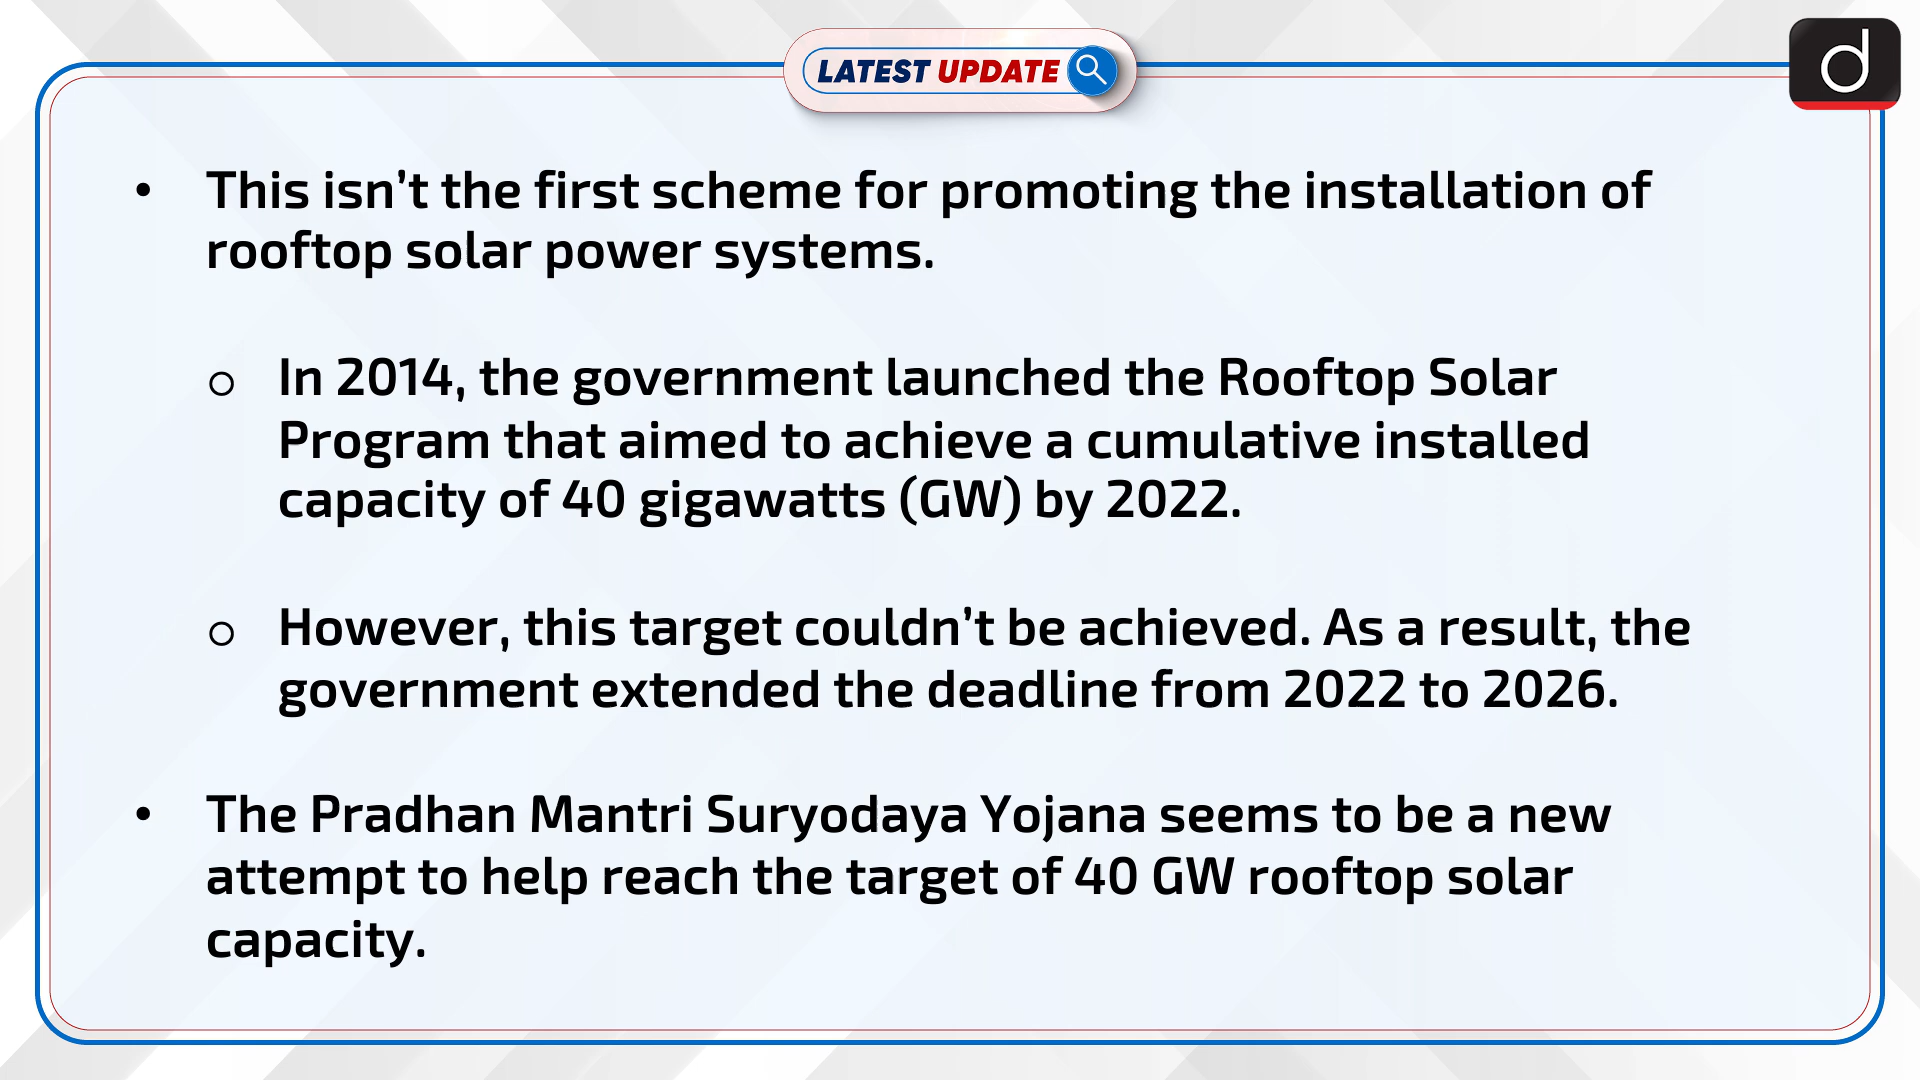 LATEST UPDATE
d
• This isn’t the first scheme for promoting the installation of
rooftop solar power systems.
o In 2014, the government launched the Rooftop Solar
Program that aimed to achieve a cumulative installed
capacity of 40 gigawatts (GW) by 2022.
o However, this target couldn’t be achieved. As a result, the
government extended the deadline from 2022 to 2026.
• The Pradhan Mantri Suryodaya Yojana seems to be a new
attempt to help reach the target of 40 GW rooftop solar
capacity.